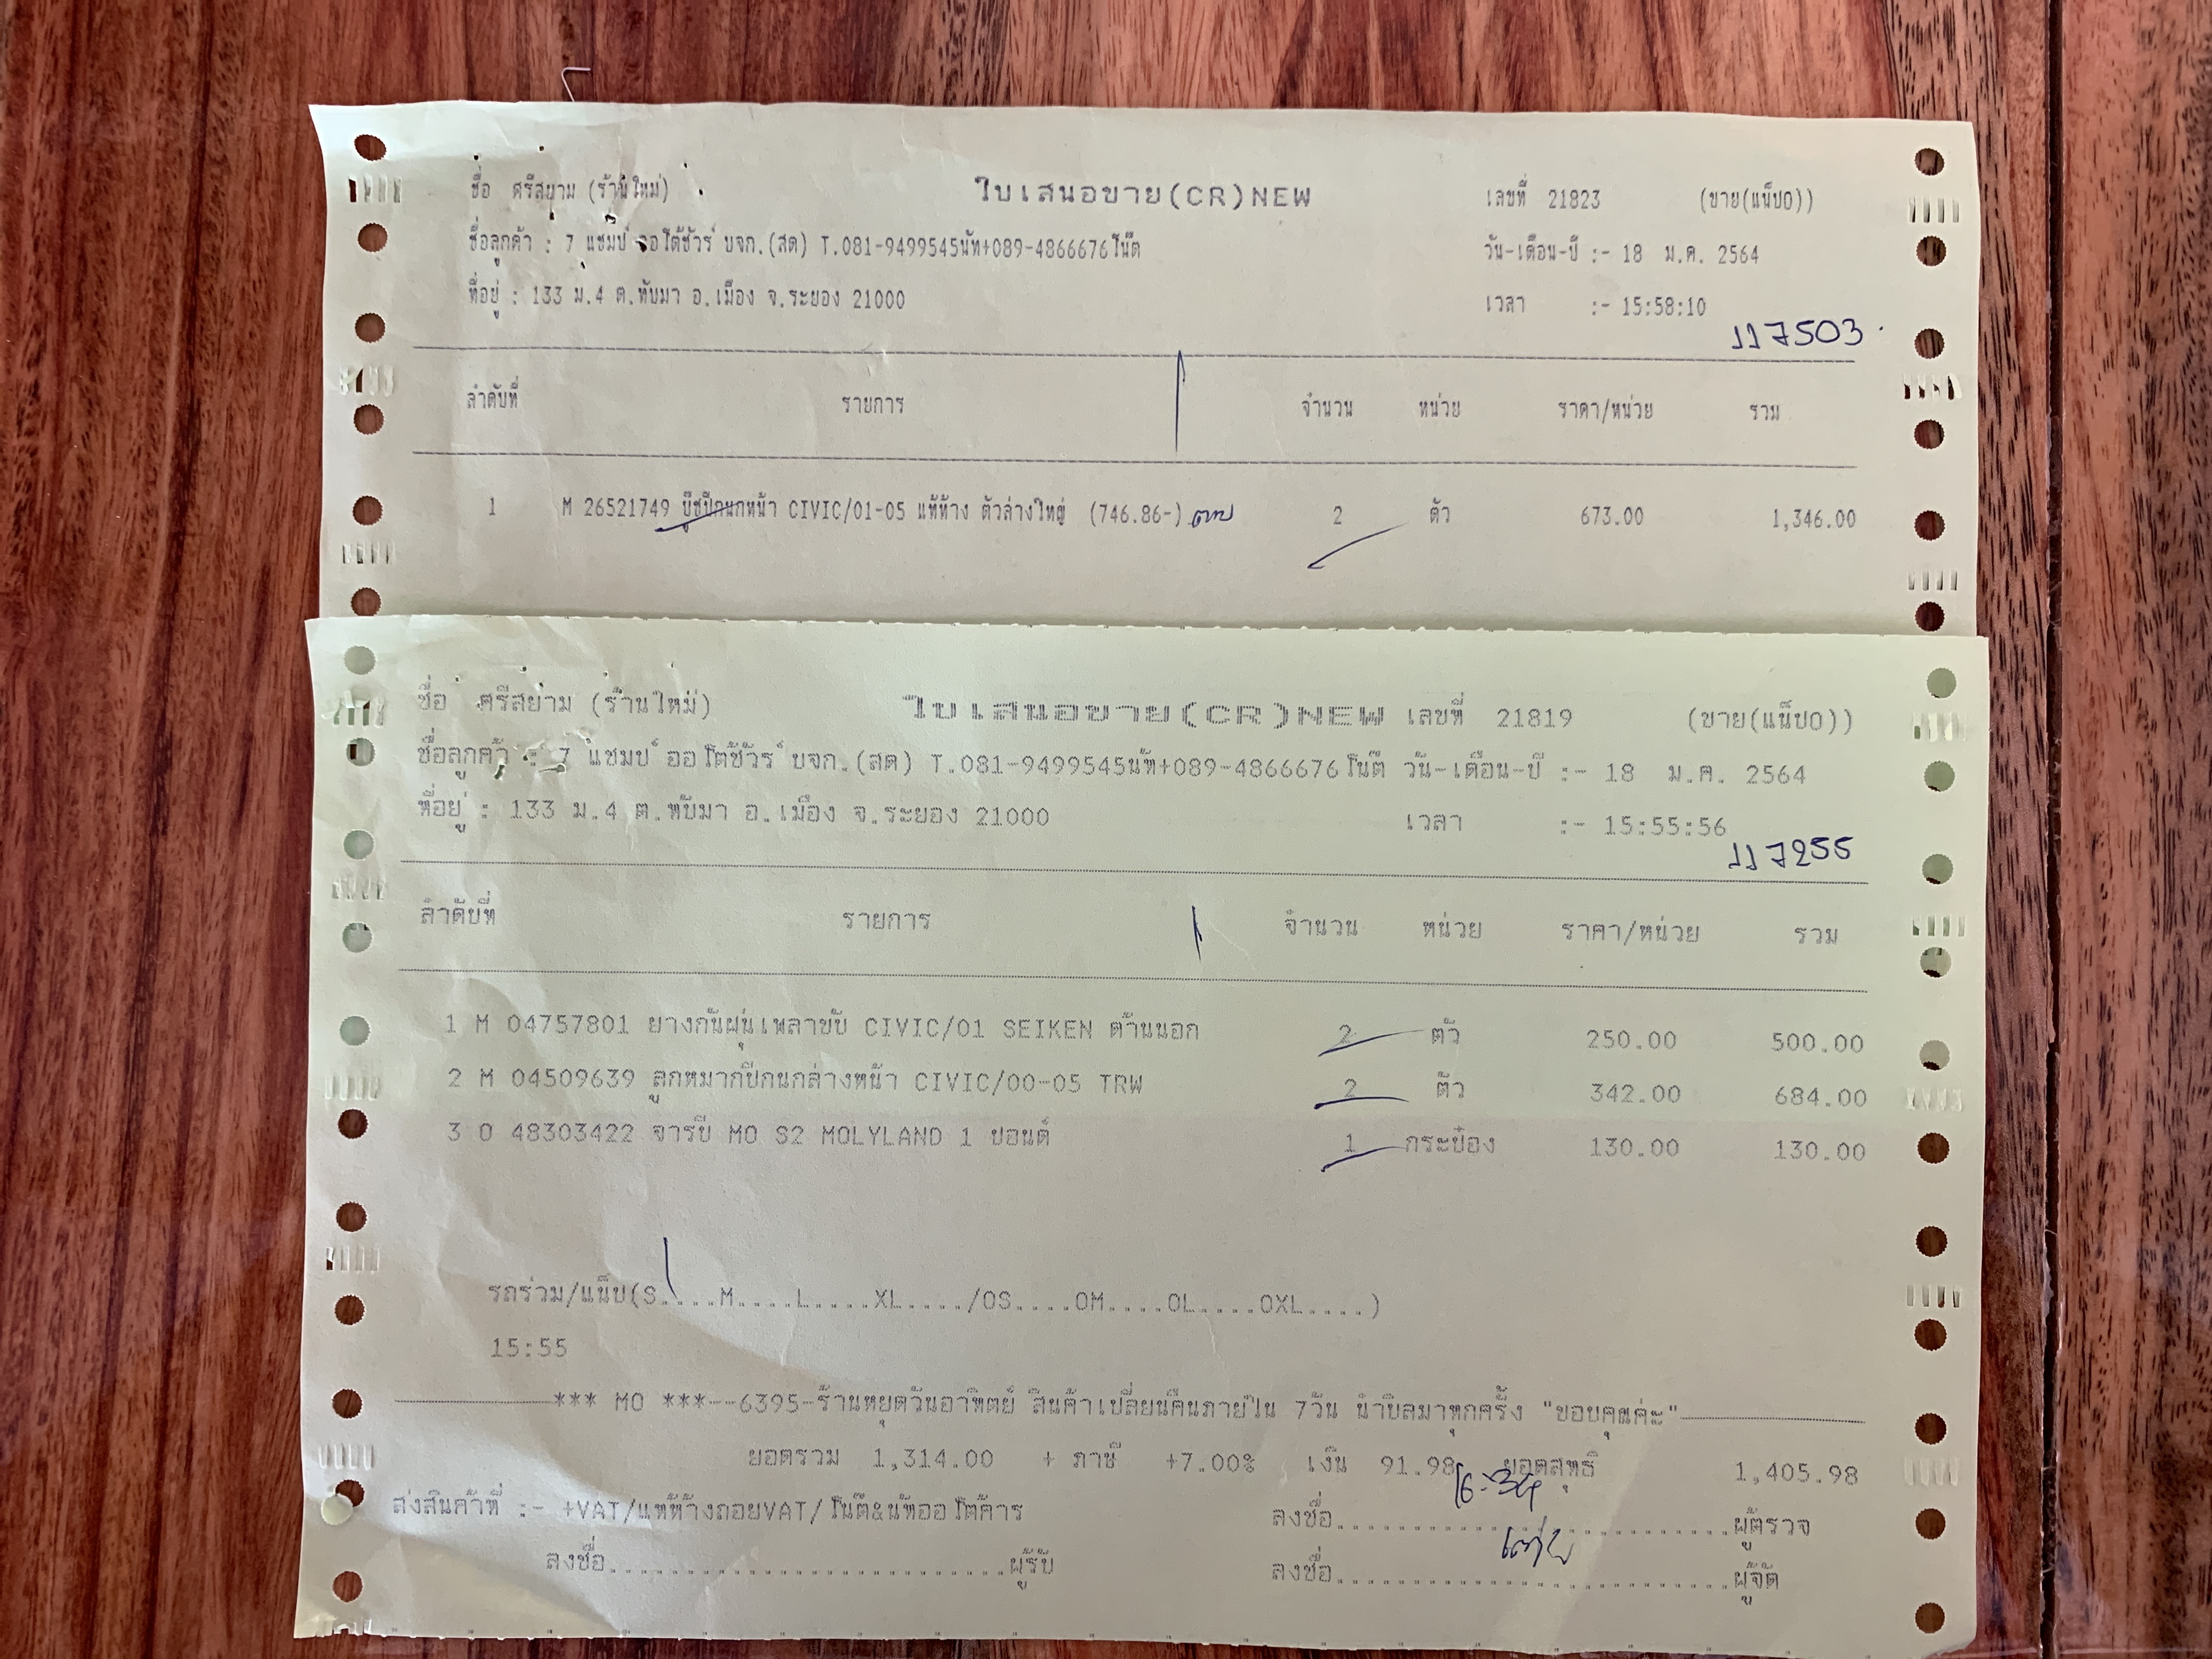 ชื่อ ศรีสยาม (ร้านใหม่) ใบเสนอขาย(CR)NEW เลขที่ 21823 (ขาย(แน็ป0))
ชื่อลูกค้า : 7 แชมป์ ออโต้ชัวร์ บจก.(สด) T.081-9499545นัท+089-4866676โน๊ต วัน-เดือน-ปี :- 18 ม.ค. 2564
ที่อยู่ : 133 ม.4 ต.ทับมา อ.เมือง จ.ระยอง 21000 เวลา :- 15:58:10
117503
ลำดับที่ รายการ จำนวน หน่วย ราคา/หน่วย รวม
1 M 26521749 บู๊ชปีกนกหน้า CIVIC/01-05 แท้ห้าง ตัวล่างใหญ่ (746.86-) 2 ตัว 673.00 1,346.00
ชื่อ ศรีสยาม (ร้านใหม่) ใบเสนอขาย(CR)NEW เลขที่ 21819 (ขาย(แน็ป0))
ชื่อลูกค้า : 7 แชมป์ ออโต้ชัวร์ บจก.(สด) T.081-9499545นัท+089-4866676โน๊ต วัน-เดือน-ปี :- 18 ม.ค. 2564
ที่อยู่ : 133 ม.4 ต.ทับมา อ.เมือง จ.ระยอง 21000 เวลา :- 15:55:56
117255
ลำดับที่ รายการ จำนวน หน่วย ราคา/หน่วย รวม
1 M 04757801 ยางกันฝุ่นเพลาขับ CIVIC/01 SEIKEN ด้านนอก 2 ตัว 250.00 500.00
2 M 04509639 ลูกหมากปีกนกล่างหน้า CIVIC/00-05 TRW 2 ตัว 342.00 684.00
3 O 48303422 จารบี MO S2 MOLYLAND 1 ปอนด์ 1 กระป๋อง 130.00 130.00
รถร่วม/แน็บ(S....M....L....XL..../OS....OM....OL....OXL....)
15:55
*** MO ***--6395-ร้านหยุดวันอาทิตย์ สินค้าเปลี่ยนคืนภายใน 7วัน นำบิลมาทุกครั้ง "ขอบคุณค่ะ"
ยอดรวม 1,314.00 + ภาษี +7.00% เงิน 91.98 ยอดสุทธิ 1,405.98
16-34
ส่งสินค้าที่ :- +VAT/แท้ห้างถอยVAT/โน๊ต&นัทออโต้คาร ลงชื่อ..............................ผู้ตรวจ
ลงชื่อ..............................ผู้รับ ลงชื่อ..............................ผู้จัด